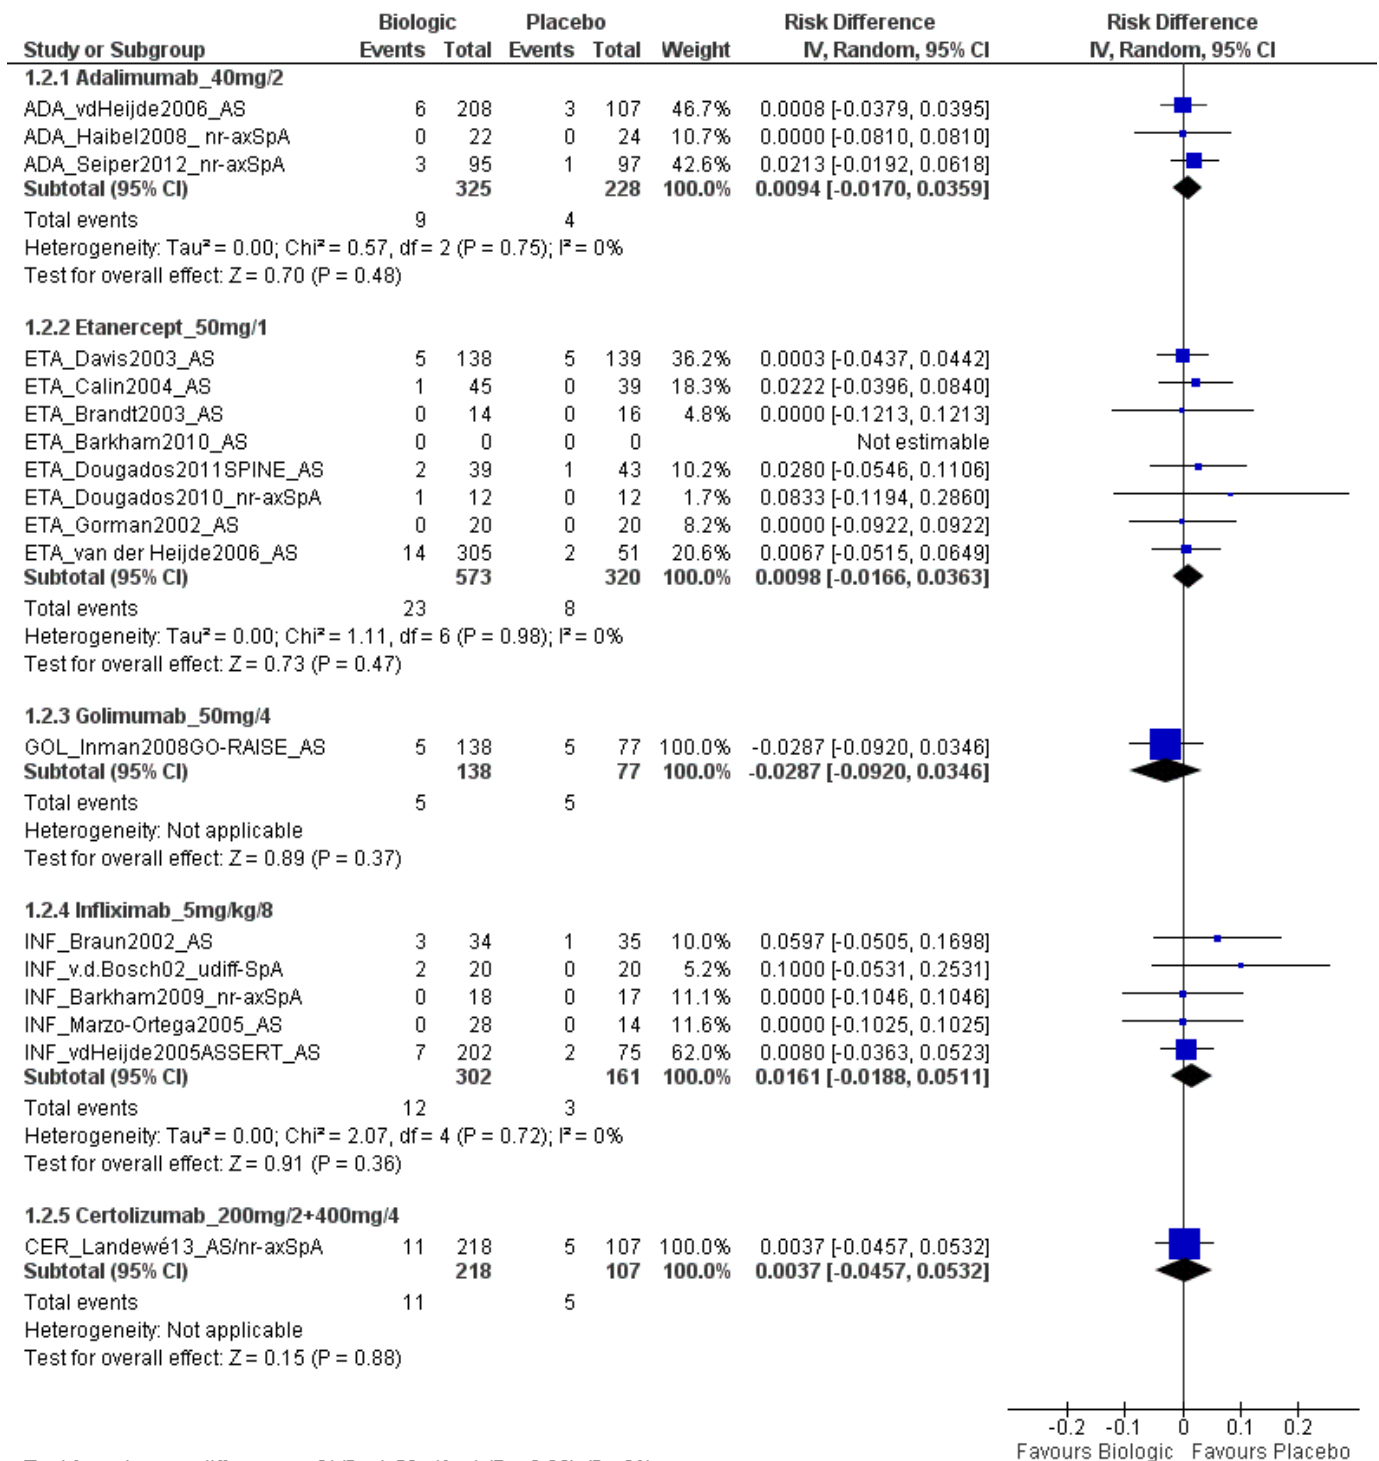 Biologic Placebo Risk Difference Risk Difference
Study or Subgroup Events Total Events Total Weight IV, Random, 95% CI IV, Random, 95% CI
1.2.1 Adalimumab_40mg/2
ADA_vdHeijde2006_AS 6 208 3 107 46.7% 0.0008 [-0.0379, 0.0395]
ADA_Haibel2008_ nr-axSpA 0 22 0 24 10.7% 0.0000 [-0.0810, 0.0810]
ADA_Seiper2012_nr-axSpA 3 95 1 97 42.6% 0.0213 [-0.0192, 0.0618]
Subtotal (95% CI) 325 228 100.0% 0.0094 [-0.0170, 0.0359]
Total events 9 4
Heterogeneity: Tau² = 0.00; Chi² = 0.57, df = 2 (P = 0.75); I² = 0%
Test for overall effect: Z = 0.70 (P = 0.48)
1.2.2 Etanercept_50mg/1
ETA_Davis2003_AS 5 138 5 139 36.2% 0.0003 [-0.0437, 0.0442]
ETA_Calin2004_AS 1 45 0 39 18.3% 0.0222 [-0.0396, 0.0840]
ETA_Brandt2003_AS 0 14 0 16 4.8% 0.0000 [-0.1213, 0.1213]
ETA_Barkham2010_AS 0 0 0 0 Not estimable
ETA_Dougados2011SPINE_AS 2 39 1 43 10.2% 0.0280 [-0.0546, 0.1106]
ETA_Dougados2010_nr-axSpA 1 12 0 12 1.7% 0.0833 [-0.1194, 0.2860]
ETA_Gorman2002_AS 0 20 0 20 8.2% 0.0000 [-0.0922, 0.0922]
ETA_van der Heijde2006_AS 14 305 2 51 20.6% 0.0067 [-0.0515, 0.0649]
Subtotal (95% CI) 573 320 100.0% 0.0098 [-0.0166, 0.0363]
Total events 23 8
Heterogeneity: Tau² = 0.00; Chi² = 1.11, df = 6 (P = 0.98); I² = 0%
Test for overall effect: Z = 0.73 (P = 0.47)
1.2.3 Golimumab_50mg/4
GOL_Inman2008GO-RAISE_AS 5 138 5 77 100.0% -0.0287 [-0.0920, 0.0346]
Subtotal (95% CI) 138 77 100.0% -0.0287 [-0.0920, 0.0346]
Total events 5 5
Heterogeneity: Not applicable
Test for overall effect: Z = 0.89 (P = 0.37)
1.2.4 Infliximab_5mg/kg/8
INF_Braun2002_AS 3 34 1 35 10.0% 0.0597 [-0.0505, 0.1698]
INF_v.d.Bosch02_udiff-SpA 2 20 0 20 5.2% 0.1000 [-0.0531, 0.2531]
INF_Barkham2009_nr-axSpA 0 18 0 17 11.1% 0.0000 [-0.1046, 0.1046]
INF_Marzo-Ortega2005_AS 0 28 0 14 11.6% 0.0000 [-0.1025, 0.1025]
INF_vdHeijde2005ASSERT_AS 7 202 2 75 62.0% 0.0080 [-0.0363, 0.0523]
Subtotal (95% CI) 302 161 100.0% 0.0161 [-0.0188, 0.0511]
Total events 12 3
Heterogeneity: Tau² = 0.00; Chi² = 2.07, df = 4 (P = 0.72); I² = 0%
Test for overall effect: Z = 0.91 (P = 0.36)
1.2.5 Certolizumab_200mg/2+400mg/4
CER_Landewé13_AS/nr-axSpA 11 218 5 107 100.0% 0.0037 [-0.0457, 0.0532]
Subtotal (95% CI) 218 107 100.0% 0.0037 [-0.0457, 0.0532]
Total events 11 5
Heterogeneity: Not applicable
Test for overall effect: Z = 0.15 (P = 0.88)
-0.2 -0.1 0 0.1 0.2
Favours Biologic Favours Placebo